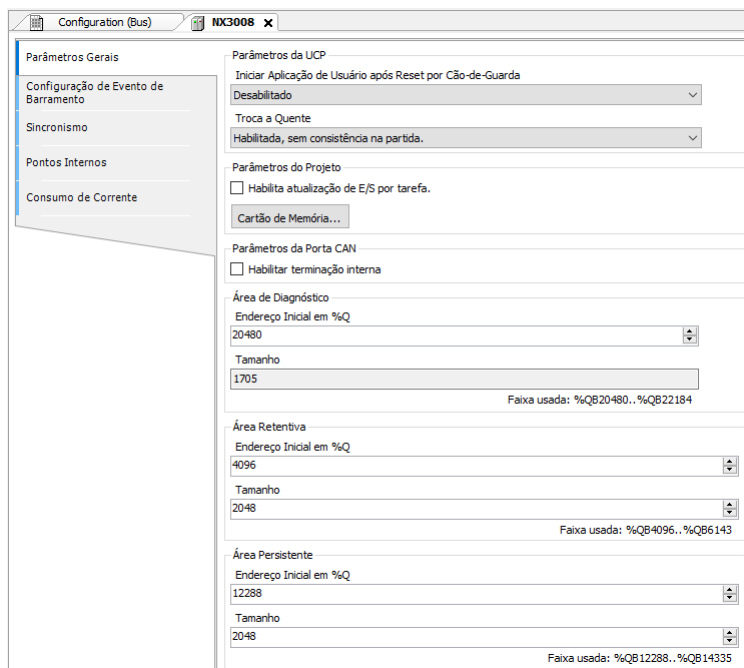 Configuration (Bus)
NX3008
Parâmetros Gerais
Configuração de Evento de
Barramento
Sincronismo
Pontos Internos
Consumo de Corrente
Parâmetros da UCP
Iniciar Aplicação de Usuário após Reset por Cão-de-Guarda
Desabilitado
Troca a Quente
Habilitada, sem consistência na partida.
Parâmetros do Projeto
Habilita atualização de E/S por tarefa.
Cartão de Memória...
Parâmetros da Porta CAN
Habilitar terminação interna
Área de Diagnóstico
Endereço Inicial em %Q
20480
Tamanho
1705
Faixa usada: %QB20480..%QB22184
Área Retentiva
Endereço Inicial em %Q
4096
Tamanho
2048
Faixa usada: %QB4096..%QB6143
Área Persistente
Endereço Inicial em %Q
12288
Tamanho
2048
Faixa usada: %QB12288..%QB14335